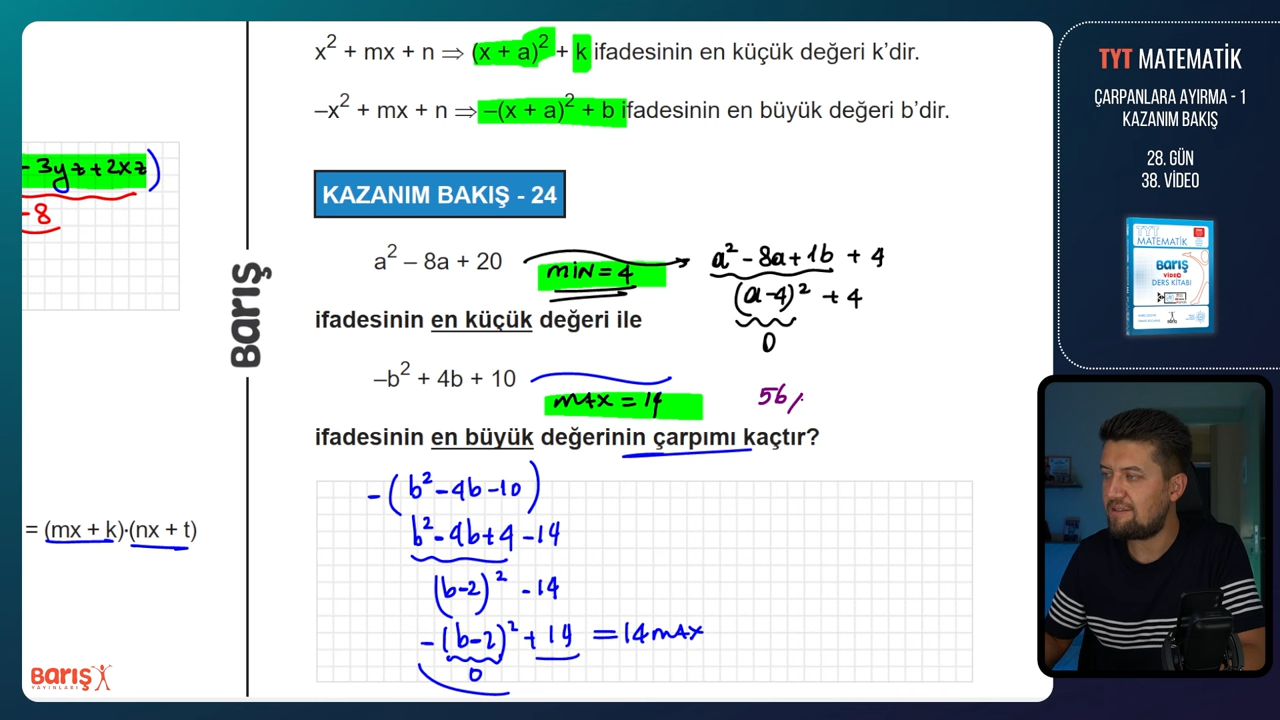 x² + mx + n ⇒ (x + a)² + k ifadesinin en küçük değeri k'dir.
–x² + mx + n ⇒ –(x + a)² + b ifadesinin en büyük değeri b'dir.
- 3yz + 2xz)
-8
KAZANIM BAKIŞ - 24
a² – 8a + 20
MİN = 4
a² - 8a + 16 + 4
(a-4)² + 4
0
ifadesinin en küçük değeri ile
–b² + 4b + 10
MAX = 14
56/.
ifadesinin en büyük değerinin çarpımı kaçtır?
-(b² - 4b - 10)
b² - 4b + 4 - 14
(b-2)² - 14
-(b-2)² + 14 = 14 MAX
0
= (mx + k)·(nx + t)
Barış
BARIŞ
YAYINLARI
TYT MATEMATİK
ÇARPANLARA AYIRMA - 1
KAZANIM BAKIŞ
28. GÜN
38. VİDEO
TYT
MATEMATİK
BARIŞ
VİDEO
DERS KİTABI